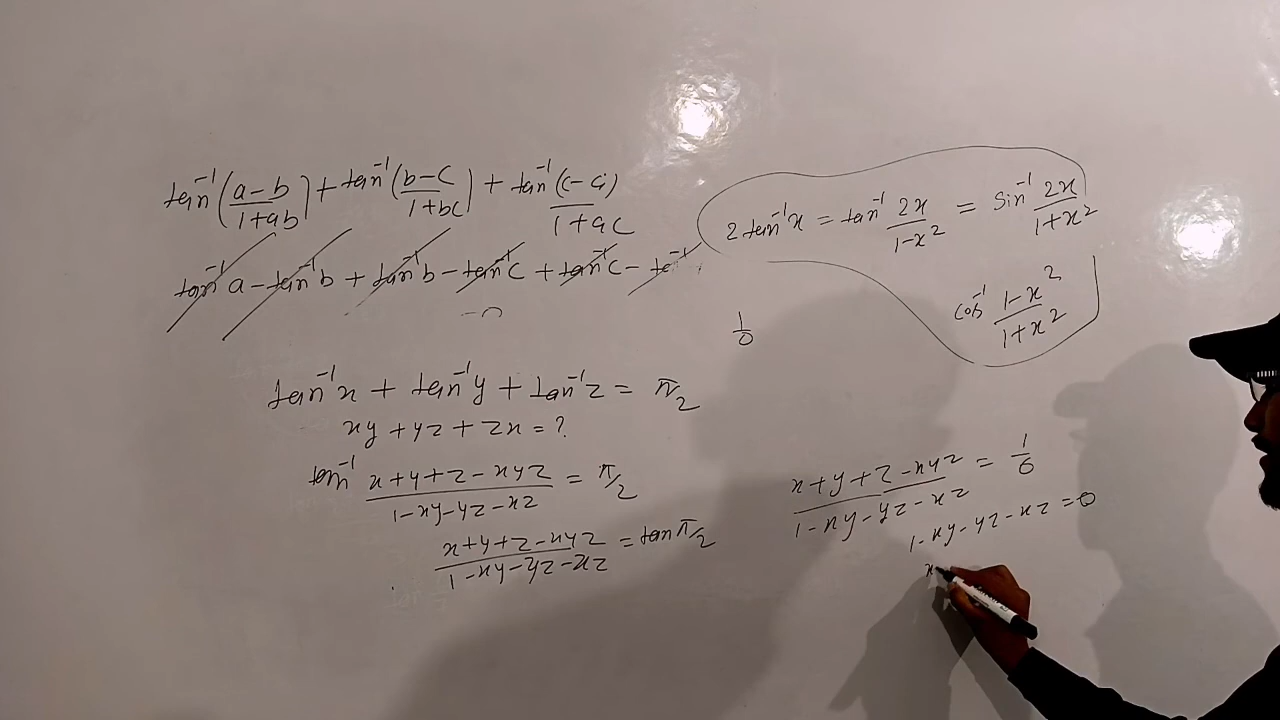 tan⁻¹(a-b/1+ab) + tan⁻¹(b-c/1+bc) + tan⁻¹(c-a)/1+ac
tan⁻¹a - tan⁻¹b + tan⁻¹b - tan⁻¹c + tan⁻¹c -
2tan⁻¹x = tan⁻¹ 2x/1-x² = Sin⁻¹ 2x/1+x²
cos⁻¹ 1-x²/1+x²
1/0
tan⁻¹x + tan⁻¹y + tan⁻¹z = π/2
xy + yz + zx = ?
tan⁻¹ x+y+z-xyz/1-xy-yz-xz = π/2
x+y+z-xyz/1-xy-yz-xz = tan π/2
x+y+z-xyz/1-xy-yz-xz = 1/0
1-xy-yz-xz = 0
x